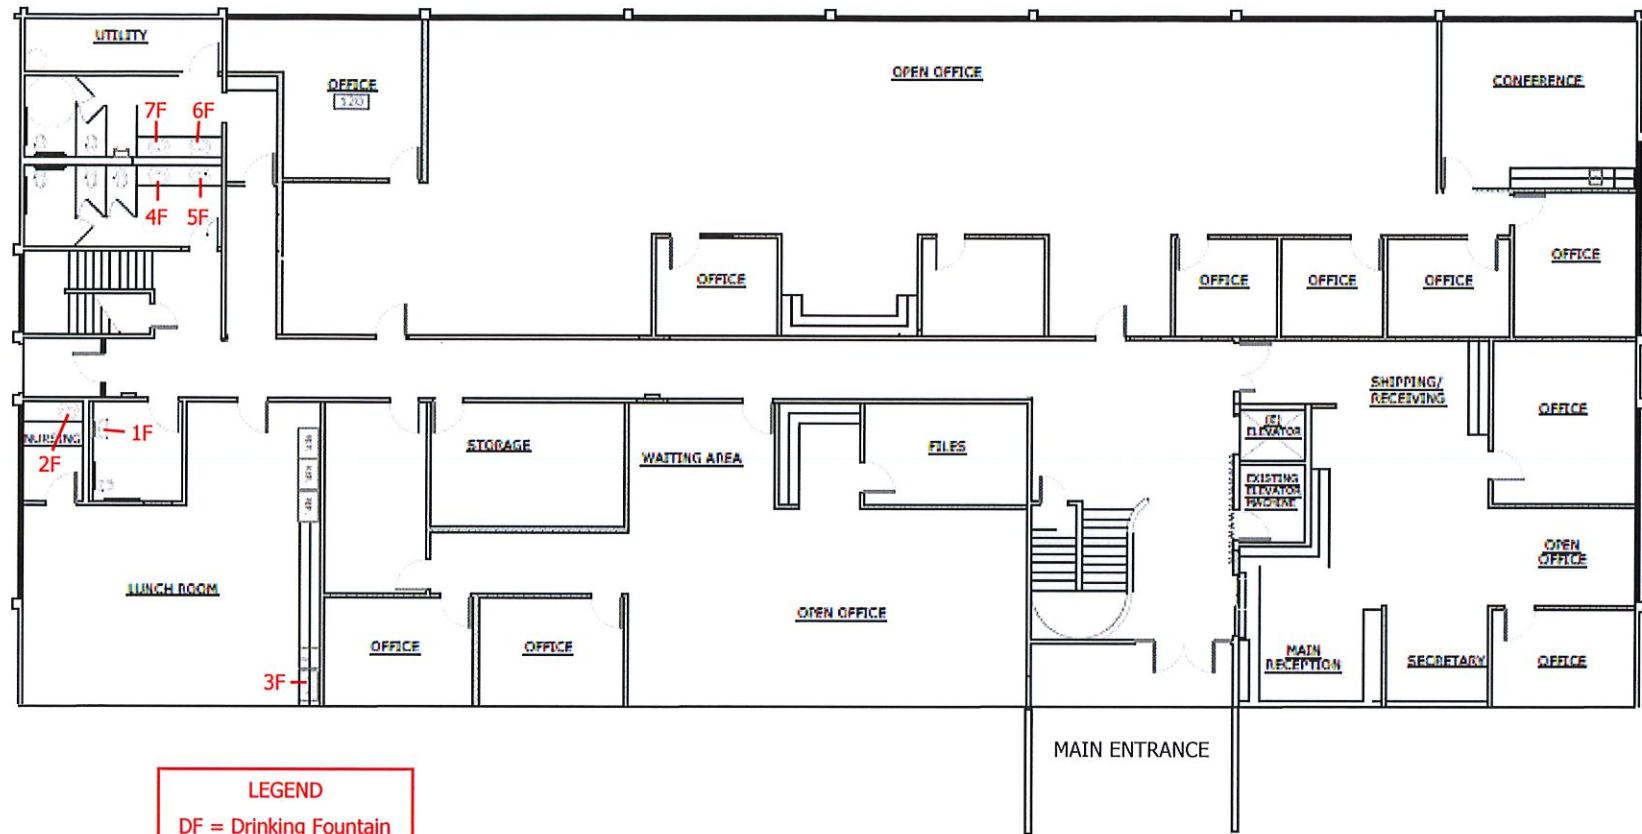 UTILITY
OFFICE
120
OPEN OFFICE
CONFERENCE
7F
6F
4F
5F
OFFICE
OFFICE
OFFICE
OFFICE
OFFICE
SHIPPING/
RECEIVING
OFFICE
1F
NURSING
2F
STORAGE
WAITING AREA
FILES
ELEVATOR
EXISTING
ELEVATOR
MACHINE
OPEN
OFFICE
LUNCH ROOM
OPEN OFFICE
OFFICE
OFFICE
3F
MAIN
RECEPTION
SECRETARY
OFFICE
MAIN ENTRANCE
LEGEND
DF = Drinking Fountain